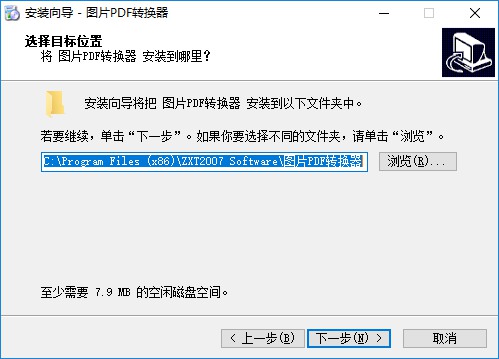 安装向导 - 图片PDF转换器
选择目标位置
将 图片PDF转换器 安装到哪里？
安装向导将把 图片PDF转换器 安装到以下文件夹中。
若要继续，单击“下一步”。如果你要选择不同的文件夹，请单击“浏览”。
C:\Program Files (x86)\ZXT2007 Software\图片PDF转换器
浏览(R)...
至少需要 7.9 MB 的空闲磁盘空间。
< 上一步(B)
下一步(N) >
取消